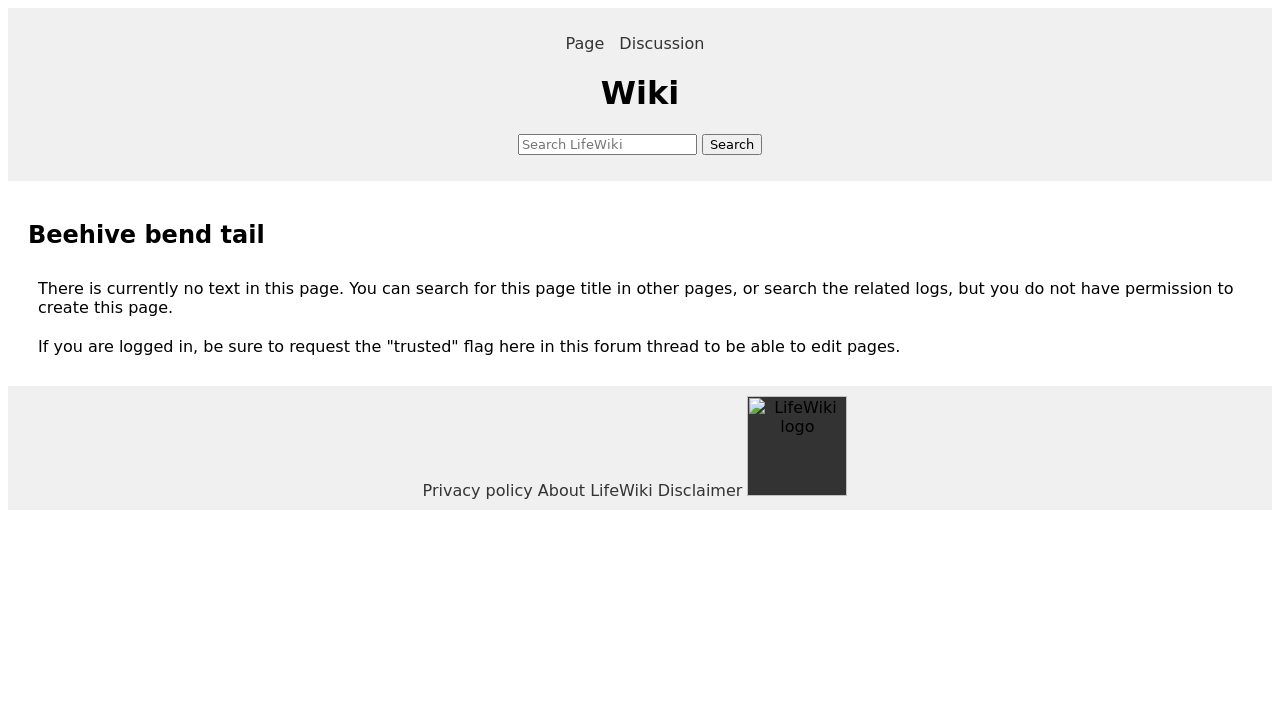 Page Discussion
Wiki
Search LifeWiki Search
Beehive bend tail
There is currently no text in this page. You can search for this page title in other pages, or search the related logs, but you do not have permission to
create this page.
If you are logged in, be sure to request the "trusted" flag here in this forum thread to be able to edit pages.
LifeWiki
logo
Privacy policy About LifeWiki Disclaimer